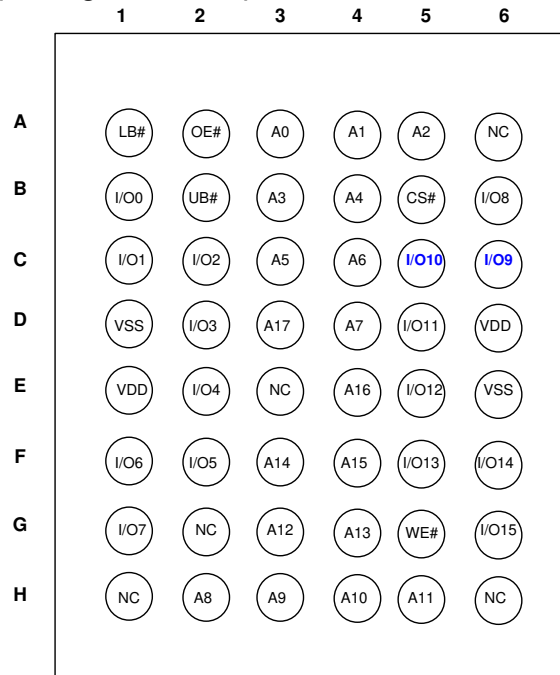 1 2 3 4 5 6
A LB# OE# A0 A1 A2 NC
B I/O0 UB# A3 A4 CS# I/O8
C I/O1 I/O2 A5 A6 I/O10 I/O9
D VSS I/O3 A17 A7 I/O11 VDD
E VDD I/O4 NC A16 I/O12 VSS
F I/O6 I/O5 A14 A15 I/O13 I/O14
G I/O7 NC A12 A13 WE# I/O15
H NC A8 A9 A10 A11 NC